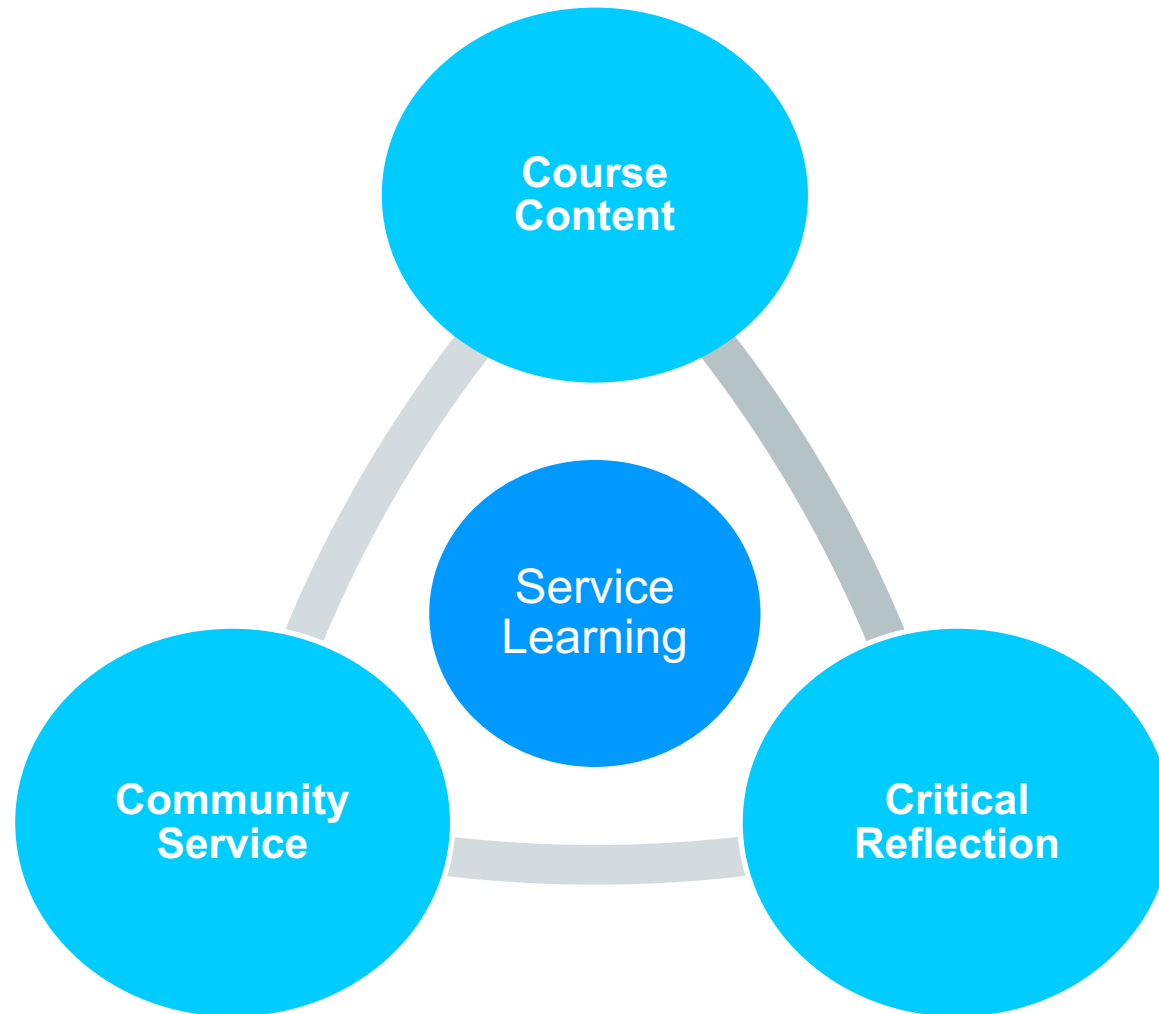 Course
Content
Service
Learning
Community
Service
Critical
Reflection